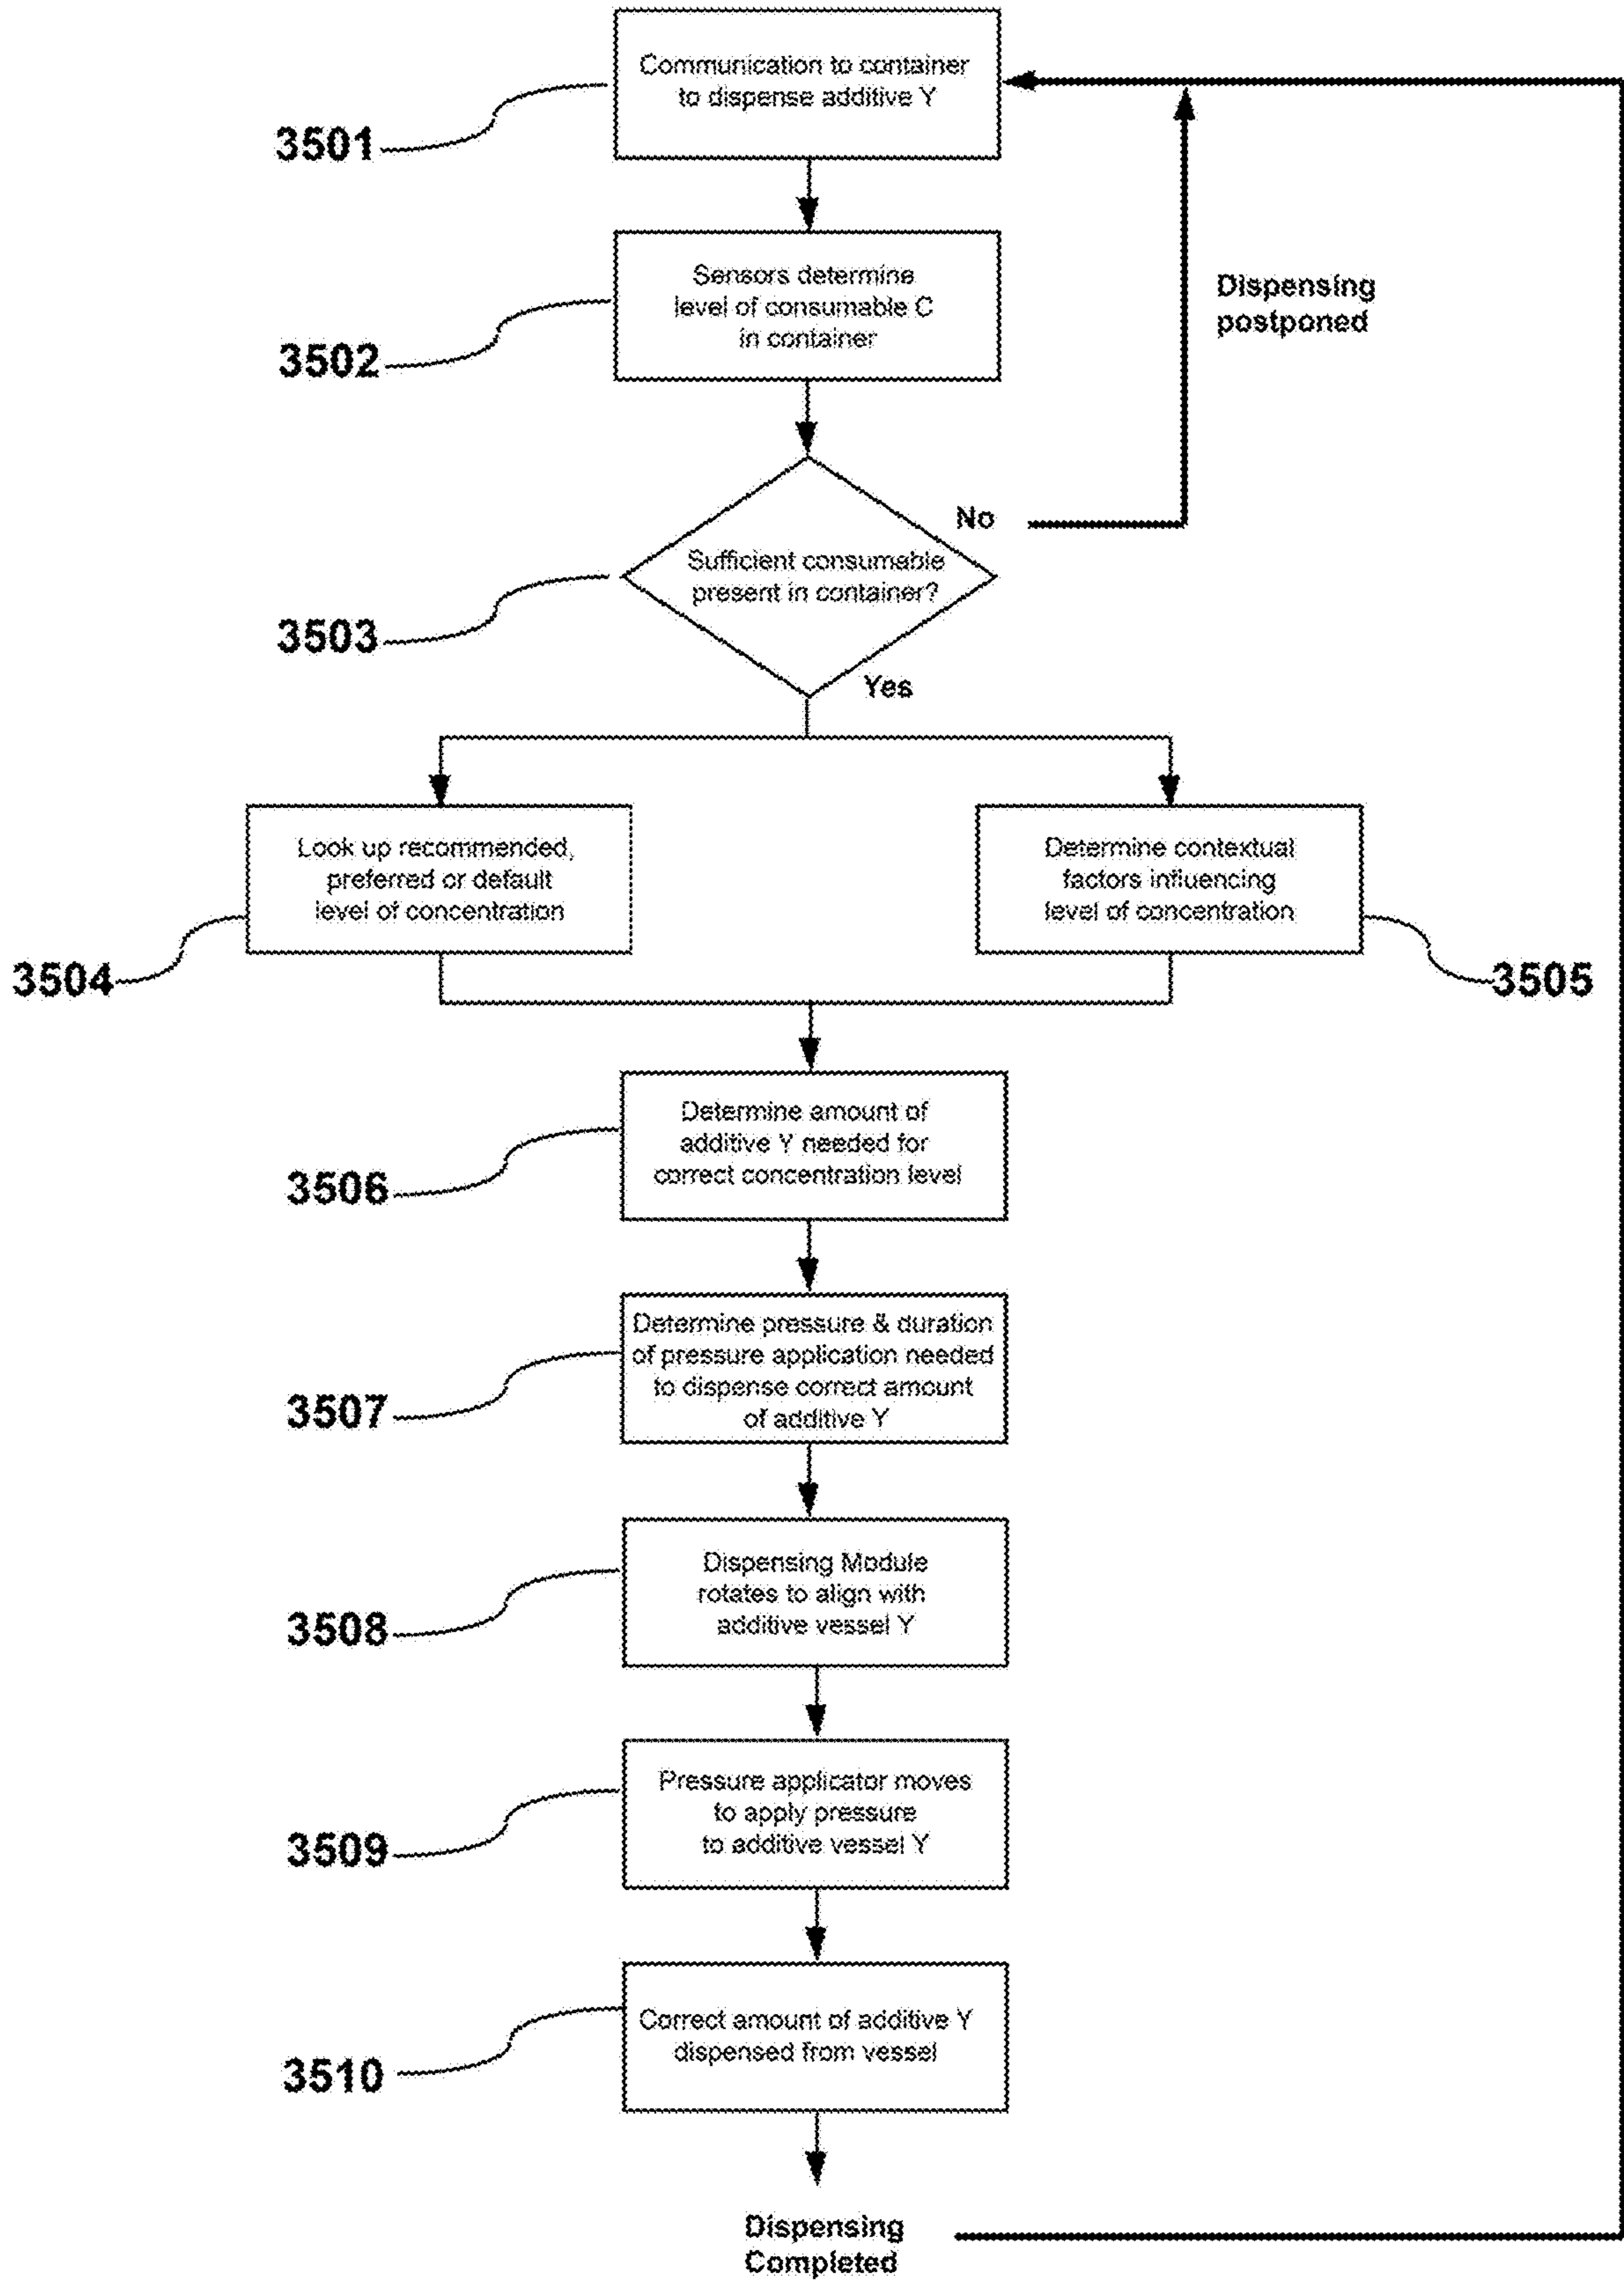 Communication to container
to dispense additive Y
3501
Sensors determine
level of consumable C
in container
3502
Dispensing
postponed
No
Sufficient consumable
present in container?
3503
Yes
Look up recommended,
preferred or default
level of concentration
3504
Determine contextual
factors influencing
level of concentration
3505
Determine amount of
additive Y needed for
correct concentration level
3506
Determine pressure & duration
of pressure application needed
to dispense correct amount
of additive Y
3507
Dispensing Module
rotates to align with
additive vessel Y
3508
Pressure applicator moves
to apply pressure
to additive vessel Y
3509
Correct amount of additive Y
dispensed from vessel
3510
Dispensing
Completed